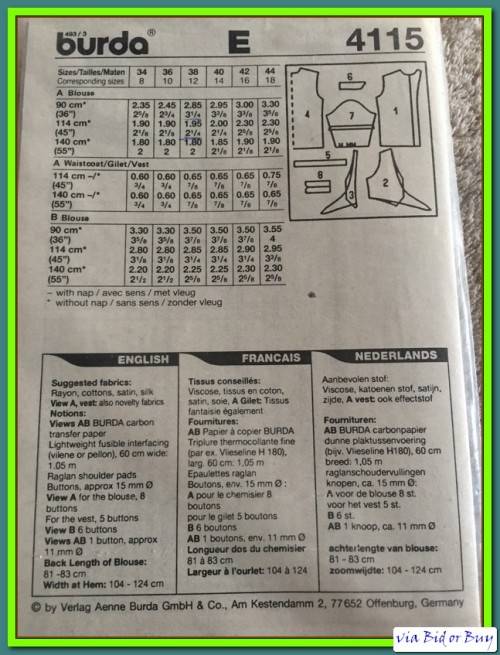 493 / 3
burda® E 4115
Sizes/Tailles/Maten 34 36 38 40 42 44
Corresponding sizes 8 10 12 14 16 18
A Blouse
90 cm* 2.35 2.45 2.85 2.95 3.00 3.30
(36") 2⅝ 2¾ 3¼ 3⅜ 3⅜ 3⅝
114 cm* 1.90 1.90 1.95 2.00 2.30 2.30
(45") 2⅛ 2⅛ 2¼ 2¼ 2⅝ 2⅝
140 cm* 1.80 1.80 1.80 1.85 1.90 1.90
(55") 2 2 2 2⅛ 2⅛ 2⅛
A Waistcoat/Gilet/Vest
114 cm –/* 0.60 0.60 0.65 0.65 0.65 0.75
(45") ¾ ¾ ⅞ ⅞ ⅞ ⅞
140 cm –/* 0.60 0.60 0.65 0.65 0.65 0.65
(55") ¾ ¾ ⅞ ⅞ ⅞ ⅞
B Blouse
90 cm* 3.30 3.30 3.50 3.50 3.50 3.55
(36") 3⅝ 3⅝ 3⅞ 3⅞ 3⅞ 4
114 cm* 2.80 2.80 2.85 2.85 2.90 2.95
(45") 3⅛ 3⅛ 3¼ 3¼ 3¼ 3⅜
140 cm* 2.20 2.20 2.25 2.25 2.30 2.30
(55") 2½ 2½ 2⅝ 2⅝ 2⅝ 2⅝
– with nap / avec sens / met vleug
* without nap / sans sens / zonder vleug
6
4
7
1
5
8
3
2
ENGLISH
Suggested fabrics:
Rayon, cottons, satin, silk
View A, vest: also novelty fabrics
Notions:
Views AB BURDA carbon
transfer paper
Lightweight fusible interfacing
(vilene or pellon), 60 cm wide:
1,05 m
Raglan shoulder pads
Buttons, approx 15 mm Ø
View A for the blouse, 8
buttons
For the vest, 5 buttons
View B 6 buttons
Views AB 1 button, approx
11 mm Ø
Back Length of Blouse:
81 - 83 cm
Width at Hem: 104 - 124 cm
FRANCAIS
Tissus conseillés:
Viscose, tissus en coton,
satin, soie, A Gilet: Tissus
fantaisie également
Fournitures:
AB Papier à copier BURDA
Triplure thermocollante fine
(par ex. Vlieseline H 180),
larg. 60 cm: 1,05 m
Epaulettes raglan
Boutons, env. 15 mm Ø:
A pour le chemisier 8
boutons
pour le gilet 5 boutons
B 6 boutons
AB 1 boutons, env. 11 mm Ø
Longueur dos du chemisier
81 à 83 cm
Largeur à l'ourlet: 104 - 124
NEDERLANDS
Aanbevolen stof:
Viscose, katoenen stof, satijn,
zijde, A vest: ook effectstof
Fournituren:
AB BURDA carbonpapier
dunne plaktussenvoering
(bijv. Vlieseline H180), 60 cm
breed: 1,05 m
raglanschoudervullingen
knopen, ca. 15 mm Ø:
A voor de blouse 8 st.
voor het vest 5 st.
B 6 st.
AB 1 knoop, ca. 11 mm Ø
achterlengte van blouse:
81 - 83 cm
zoomwijdte: 104 - 124 cm
© by Verlag Aenne Burda GmbH & Co., Am Kestendamm 2, 77652 Offenburg, Germany
via Bid or Buy